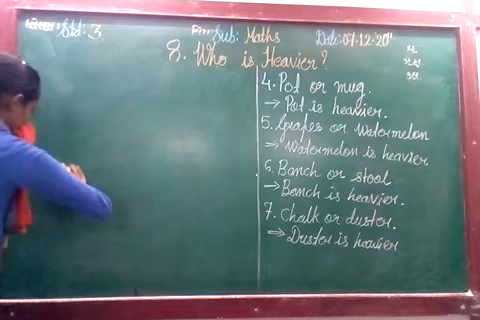 Std: 3
Sub: Maths
Date: 07-12-20
8. Who is Heavier?
4. Pot or mug.
→ Pot is heavier.
5. Grapes or Watermelon
⇒ Watermelon is heavier
6. Bench or stool.
→ Bench is heavier.
7. Chalk or duster.
⇒ Duster is heavier